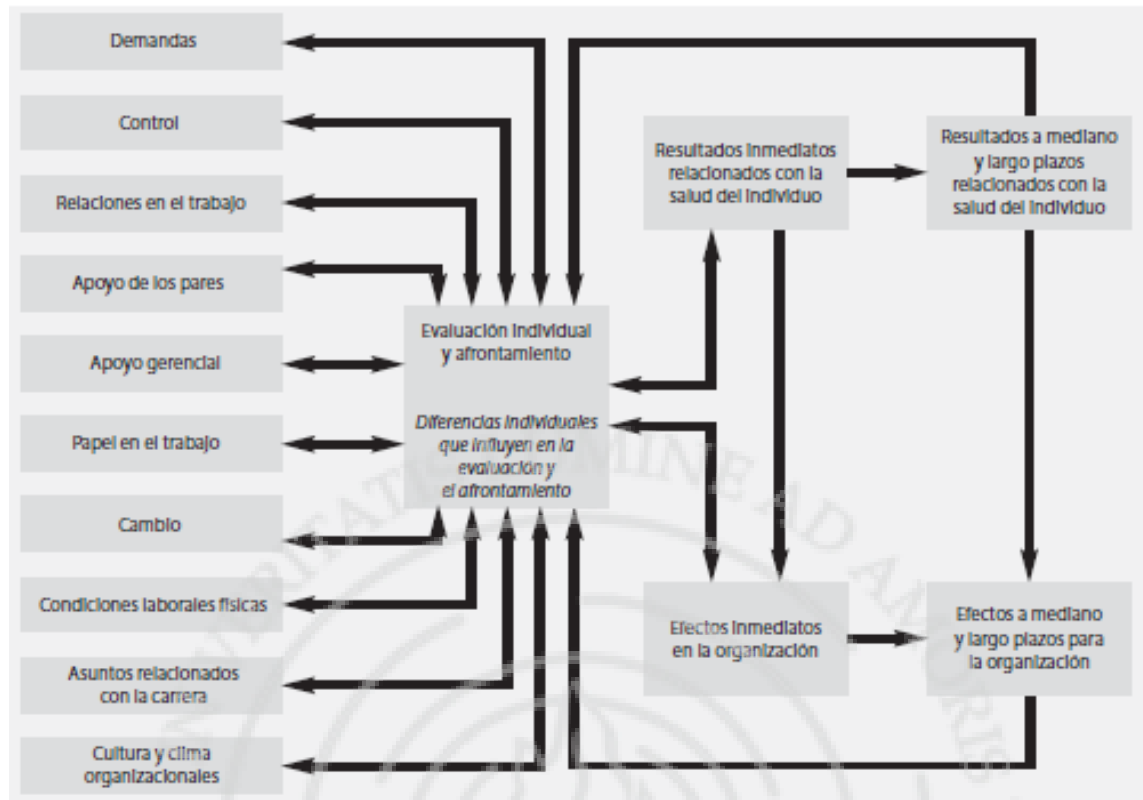 Demandas
Control
Relaciones en el trabajo
Apoyo de los pares
Apoyo gerencial
Papel en el trabajo
Cambio
Condiciones laborales físicas
Asuntos relacionados
con la carrera
Cultura y clima
organizacionales
Evaluación individual
y afrontamiento
Diferencias individuales
que influyen en la
evaluación y
el afrontamiento
Resultados inmediatos
relacionados con la
salud del individuo
Resultados a mediano
y largo plazos
relacionados con la
salud del individuo
Efectos inmediatos
en la organización
Efectos a mediano
y largo plazos para
la organización